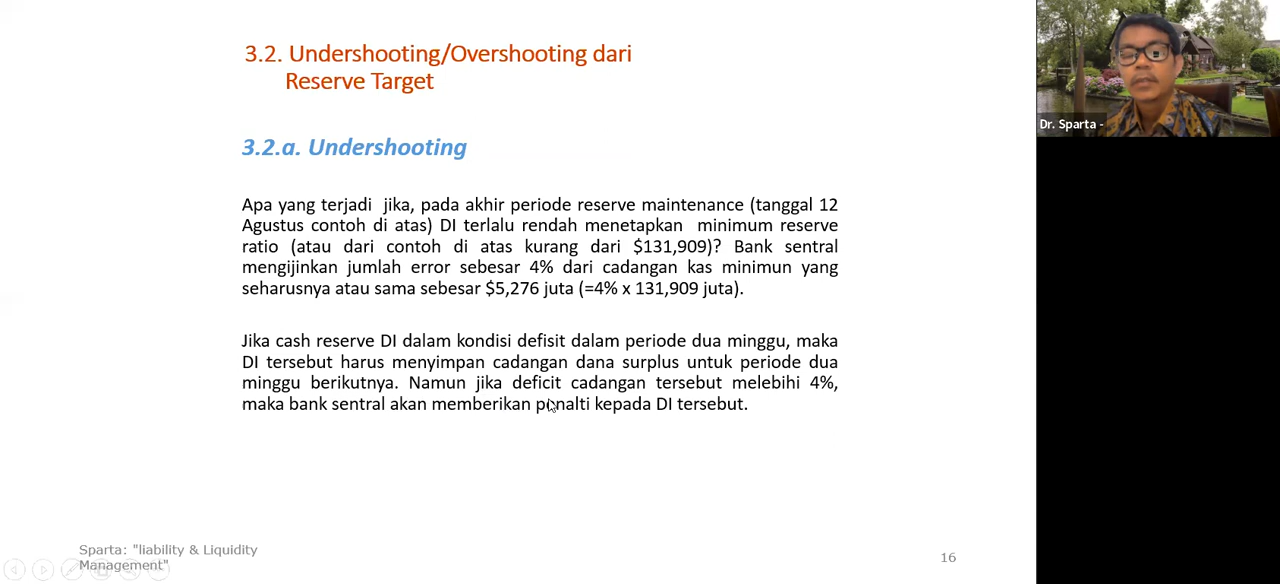 3.2. Undershooting/Overshooting dari
Reserve Target
3.2.a. Undershooting
Apa yang terjadi jika, pada akhir periode reserve maintenance (tanggal 12
Agustus contoh di atas) DI terlalu rendah menetapkan minimum reserve
ratio (atau dari contoh di atas kurang dari $131,909)? Bank sentral
mengijinkan jumlah error sebesar 4% dari cadangan kas minimun yang
seharusnya atau sama sebesar $5,276 juta (=4% x 131,909 juta).
Jika cash reserve DI dalam kondisi defisit dalam periode dua minggu, maka
DI tersebut harus menyimpan cadangan dana surplus untuk periode dua
minggu berikutnya. Namun jika deficit cadangan tersebut melebihi 4%,
maka bank sentral akan memberikan penalti kepada DI tersebut.
Sparta: "liability & Liquidity
Management"
16
Dr. Sparta -